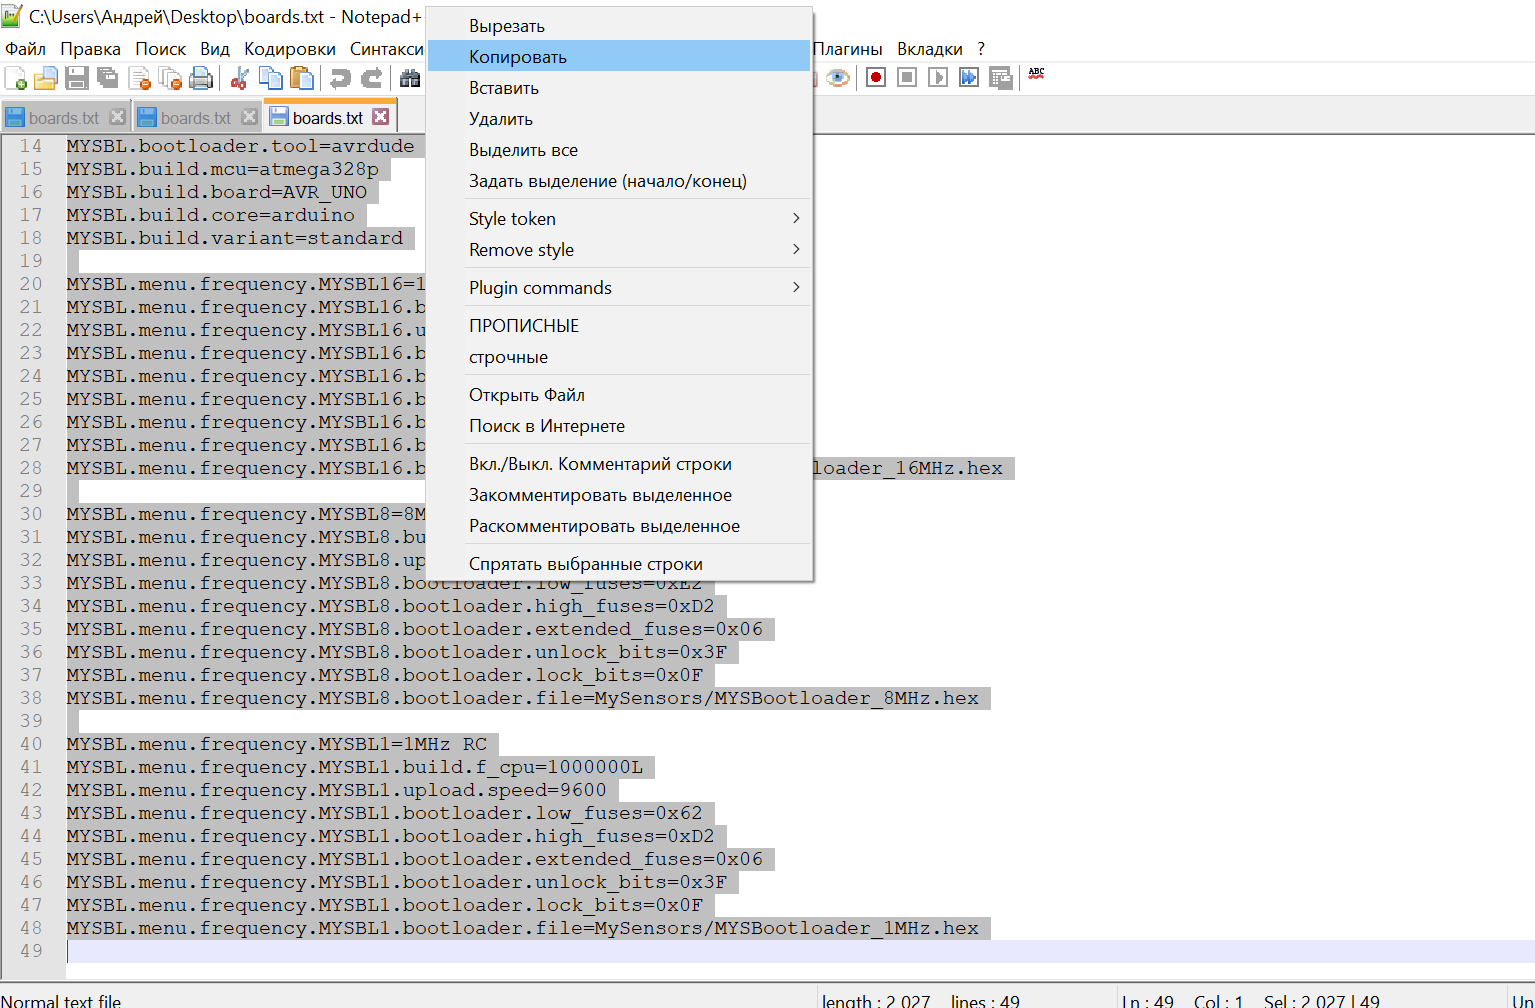 C:\Users\Андрей\Desktop\boards.txt - Notepad+
Файл Правка Поиск Вид Кодировки Синтакси Плагины Вкладки ?
ABC
boards.txt boards.txt boards.txt
14 MYSBL.bootloader.tool=avrdude
15 MYSBL.build.mcu=atmega328p
16 MYSBL.build.board=AVR_UNO
17 MYSBL.build.core=arduino
18 MYSBL.build.variant=standard
19
20 MYSBL.menu.frequency.MYSBL16=1
21 MYSBL.menu.frequency.MYSBL16.b
22 MYSBL.menu.frequency.MYSBL16.u
23 MYSBL.menu.frequency.MYSBL16.b
24 MYSBL.menu.frequency.MYSBL16.b
25 MYSBL.menu.frequency.MYSBL16.b
26 MYSBL.menu.frequency.MYSBL16.b
27 MYSBL.menu.frequency.MYSBL16.b
28 MYSBL.menu.frequency.MYSBL16.b loader_16MHz.hex
29
30 MYSBL.menu.frequency.MYSBL8=8M
31 MYSBL.menu.frequency.MYSBL8.bu
32 MYSBL.menu.frequency.MYSBL8.up
33 MYSBL.menu.frequency.MYSBL8.bootloader.low_fuses=0xE2
34 MYSBL.menu.frequency.MYSBL8.bootloader.high_fuses=0xD2
35 MYSBL.menu.frequency.MYSBL8.bootloader.extended_fuses=0x06
36 MYSBL.menu.frequency.MYSBL8.bootloader.unlock_bits=0x3F
37 MYSBL.menu.frequency.MYSBL8.bootloader.lock_bits=0x0F
38 MYSBL.menu.frequency.MYSBL8.bootloader.file=MySensors/MYSBootloader_8MHz.hex
39
40 MYSBL.menu.frequency.MYSBL1=1MHz RC
41 MYSBL.menu.frequency.MYSBL1.build.f_cpu=1000000L
42 MYSBL.menu.frequency.MYSBL1.upload.speed=9600
43 MYSBL.menu.frequency.MYSBL1.bootloader.low_fuses=0x62
44 MYSBL.menu.frequency.MYSBL1.bootloader.high_fuses=0xD2
45 MYSBL.menu.frequency.MYSBL1.bootloader.extended_fuses=0x06
46 MYSBL.menu.frequency.MYSBL1.bootloader.unlock_bits=0x3F
47 MYSBL.menu.frequency.MYSBL1.bootloader.lock_bits=0x0F
48 MYSBL.menu.frequency.MYSBL1.bootloader.file=MySensors/MYSBootloader_1MHz.hex
49
Вырезать
Копировать
Вставить
Удалить
Выделить все
Задать выделение (начало/конец)
Style token
Remove style
Plugin commands
ПРОПИСНЫЕ
строчные
Открыть Файл
Поиск в Интернете
Вкл./Выкл. Комментарий строки
Закомментировать выделенное
Раскомментировать выделенное
Спрятать выбранные строки
Normal text file length : 2 027 lines : 49 Ln : 49 Col : 1 Sel : 2 027 | 49 Un